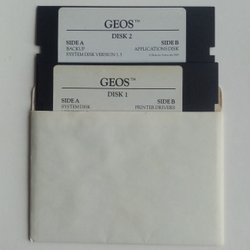 GEOS™
DISK 2
SIDE A SIDE B
BACKUP APPLICATIONS DISK
SYSTEM DISK VERSION 1.3
GEOS™
DISK 1
SIDE A SIDE B
SYSTEM DISK PRINTER DRIVERS